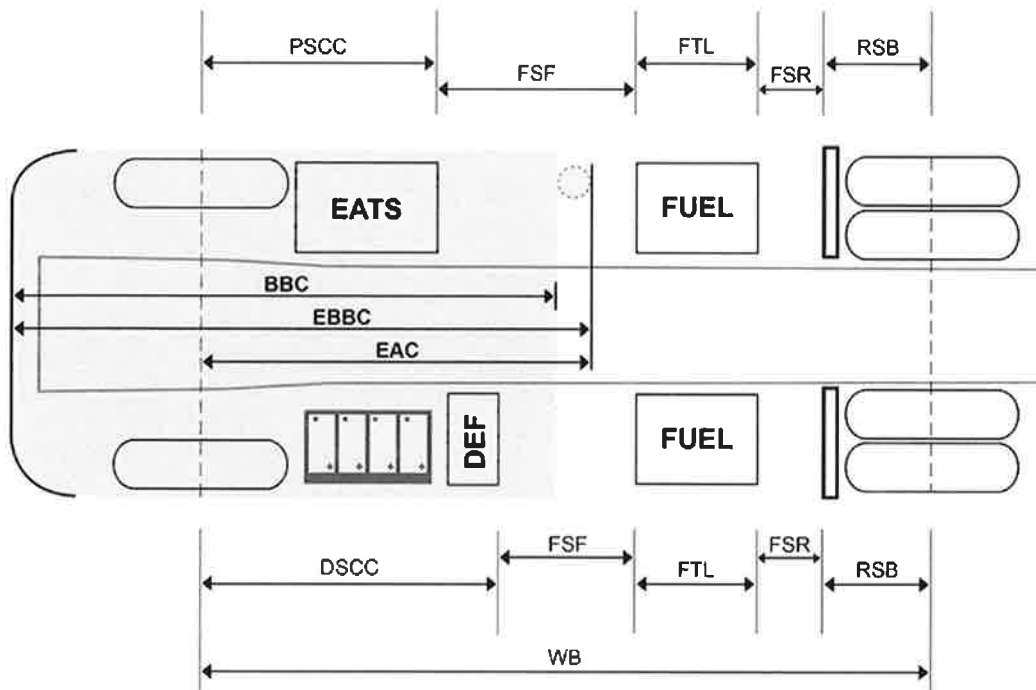 PSCC
FSF
FTL
FSR
RSB
EATS
FUEL
BBC
EBBC
EAC
DEF
FUEL
DSCC
FSF
FTL
FSR
RSB
WB